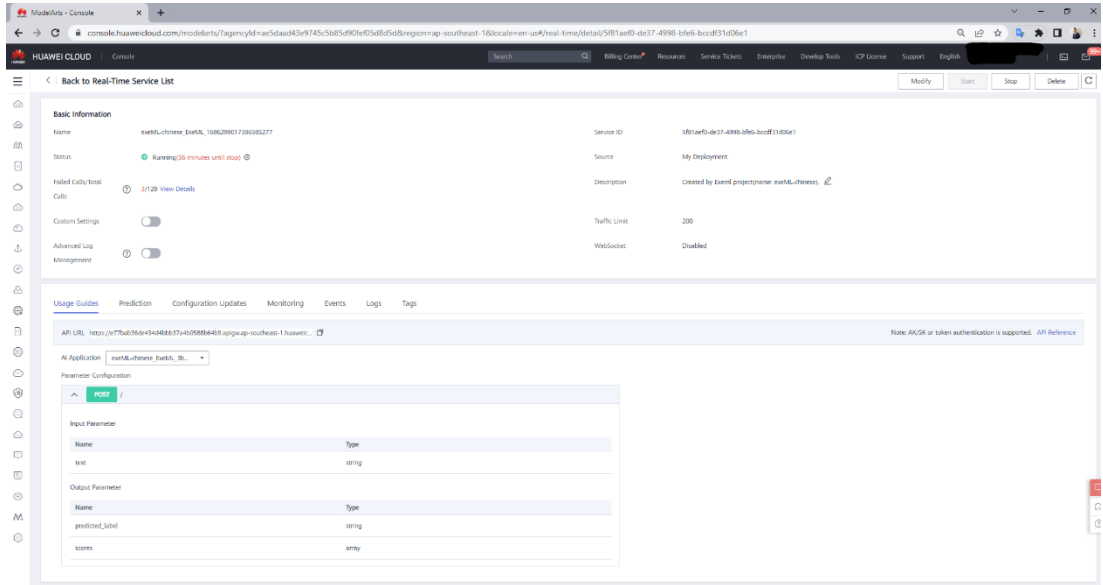 ModelArts - Console
console.huaweicloud.com/modelarts/?agencyId=ae5daad43e9745c5b85d90fef05d8d5d&region=ap-southeast-1&locale=en-us#/real-time/detail/5f81aef0-de37-4998-bfe6-bccdf31d06e1
HUAWEI
HUAWEI CLOUD | Console Search Billing Center Resources Service Tickets Enterprise Develop Tools ICP License Support English 99+
Back to Real-Time Service List Modify Start Stop Delete
Basic Information
Name Service ID 5f81aef0-de37-4998-bfe6-bccdf31d06e1
Status Running(56 minutes until stop) Source My Deployment
Failed Calls/Total Calls 3/129 View Details Description Created by ExeML project(name: exeML-chinese).
Custom Settings Traffic Limit 200
Advanced Log Management WebSocket Disabled
Usage Guides Prediction Configuration Updates Monitoring Events Logs Tags
API URL Note: AK/SK or token authentication is supported. API Reference
AI Application exeML-chinese_ExeML_3b...
Parameter Configuration
POST /
Input Parameter
Name Type
text string
Output Parameter
Name Type
predicted_label string
scores array